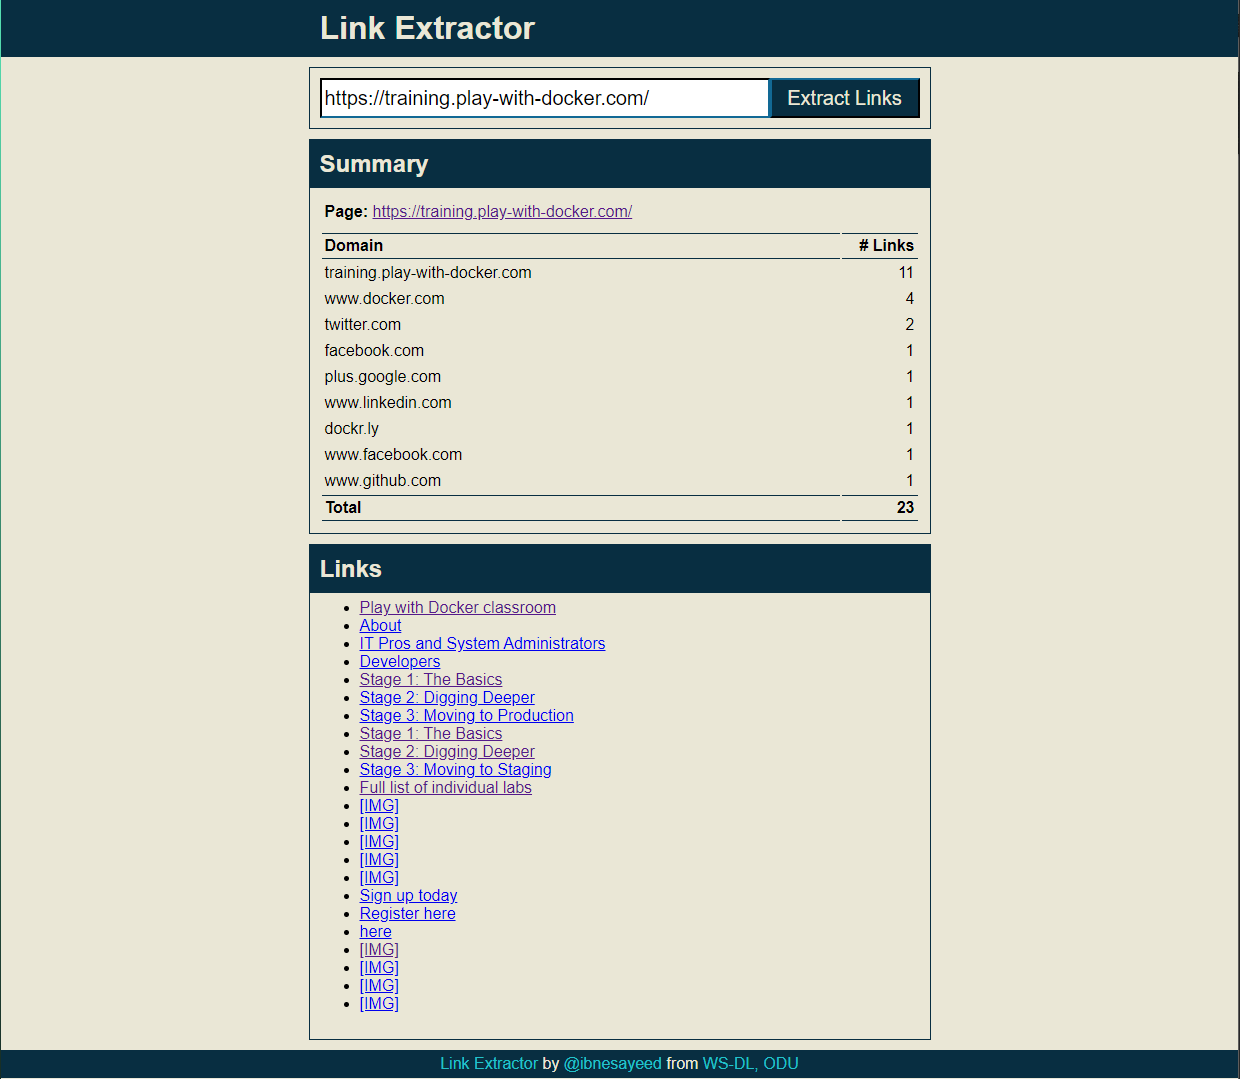 Link Extractor
https://training.play-with-docker.com/ Extract Links
Summary
Page: https://training.play-with-docker.com/
Domain # Links
training.play-with-docker.com 11
www.docker.com 4
twitter.com 2
facebook.com 1
plus.google.com 1
www.linkedin.com 1
dockr.ly 1
www.facebook.com 1
www.github.com 1
Total 23
Links
Play with Docker classroom
About
IT Pros and System Administrators
Developers
Stage 1: The Basics
Stage 2: Digging Deeper
Stage 3: Moving to Production
Stage 1: The Basics
Stage 2: Digging Deeper
Stage 3: Moving to Staging
Full list of individual labs
[IMG]
[IMG]
[IMG]
[IMG]
[IMG]
Sign up today
Register here
here
[IMG]
[IMG]
[IMG]
[IMG]
Link Extractor by @ibnesayeed from WS-DL, ODU